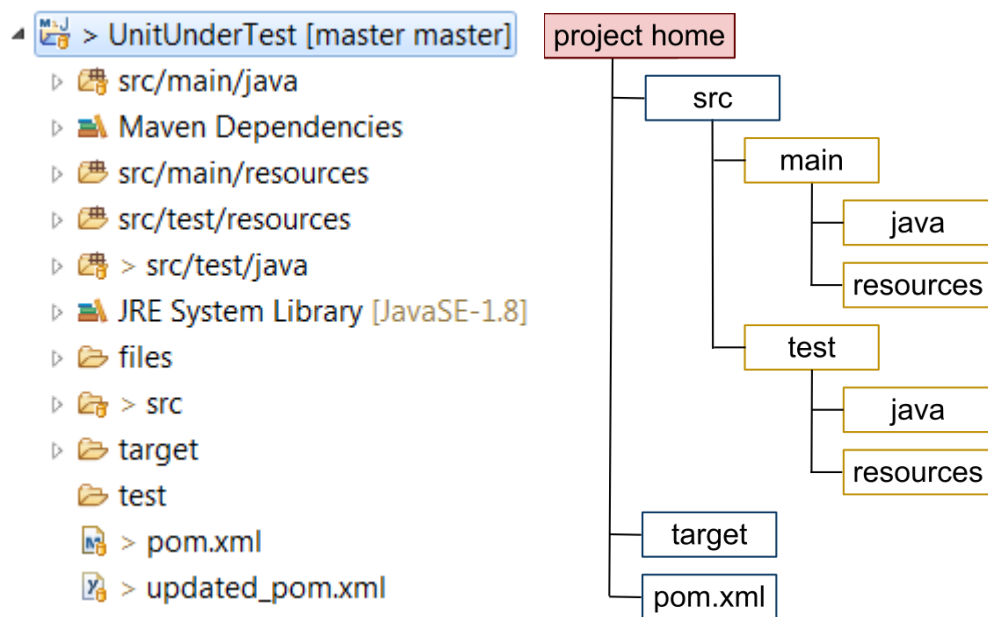 > UnitUnderTest [master master]
src/main/java
Maven Dependencies
src/main/resources
src/test/resources
> src/test/java
JRE System Library [JavaSE-1.8]
files
> src
target
test
> pom.xml
> updated_pom.xml
project home
src
main
java
resources
test
java
resources
target
pom.xml